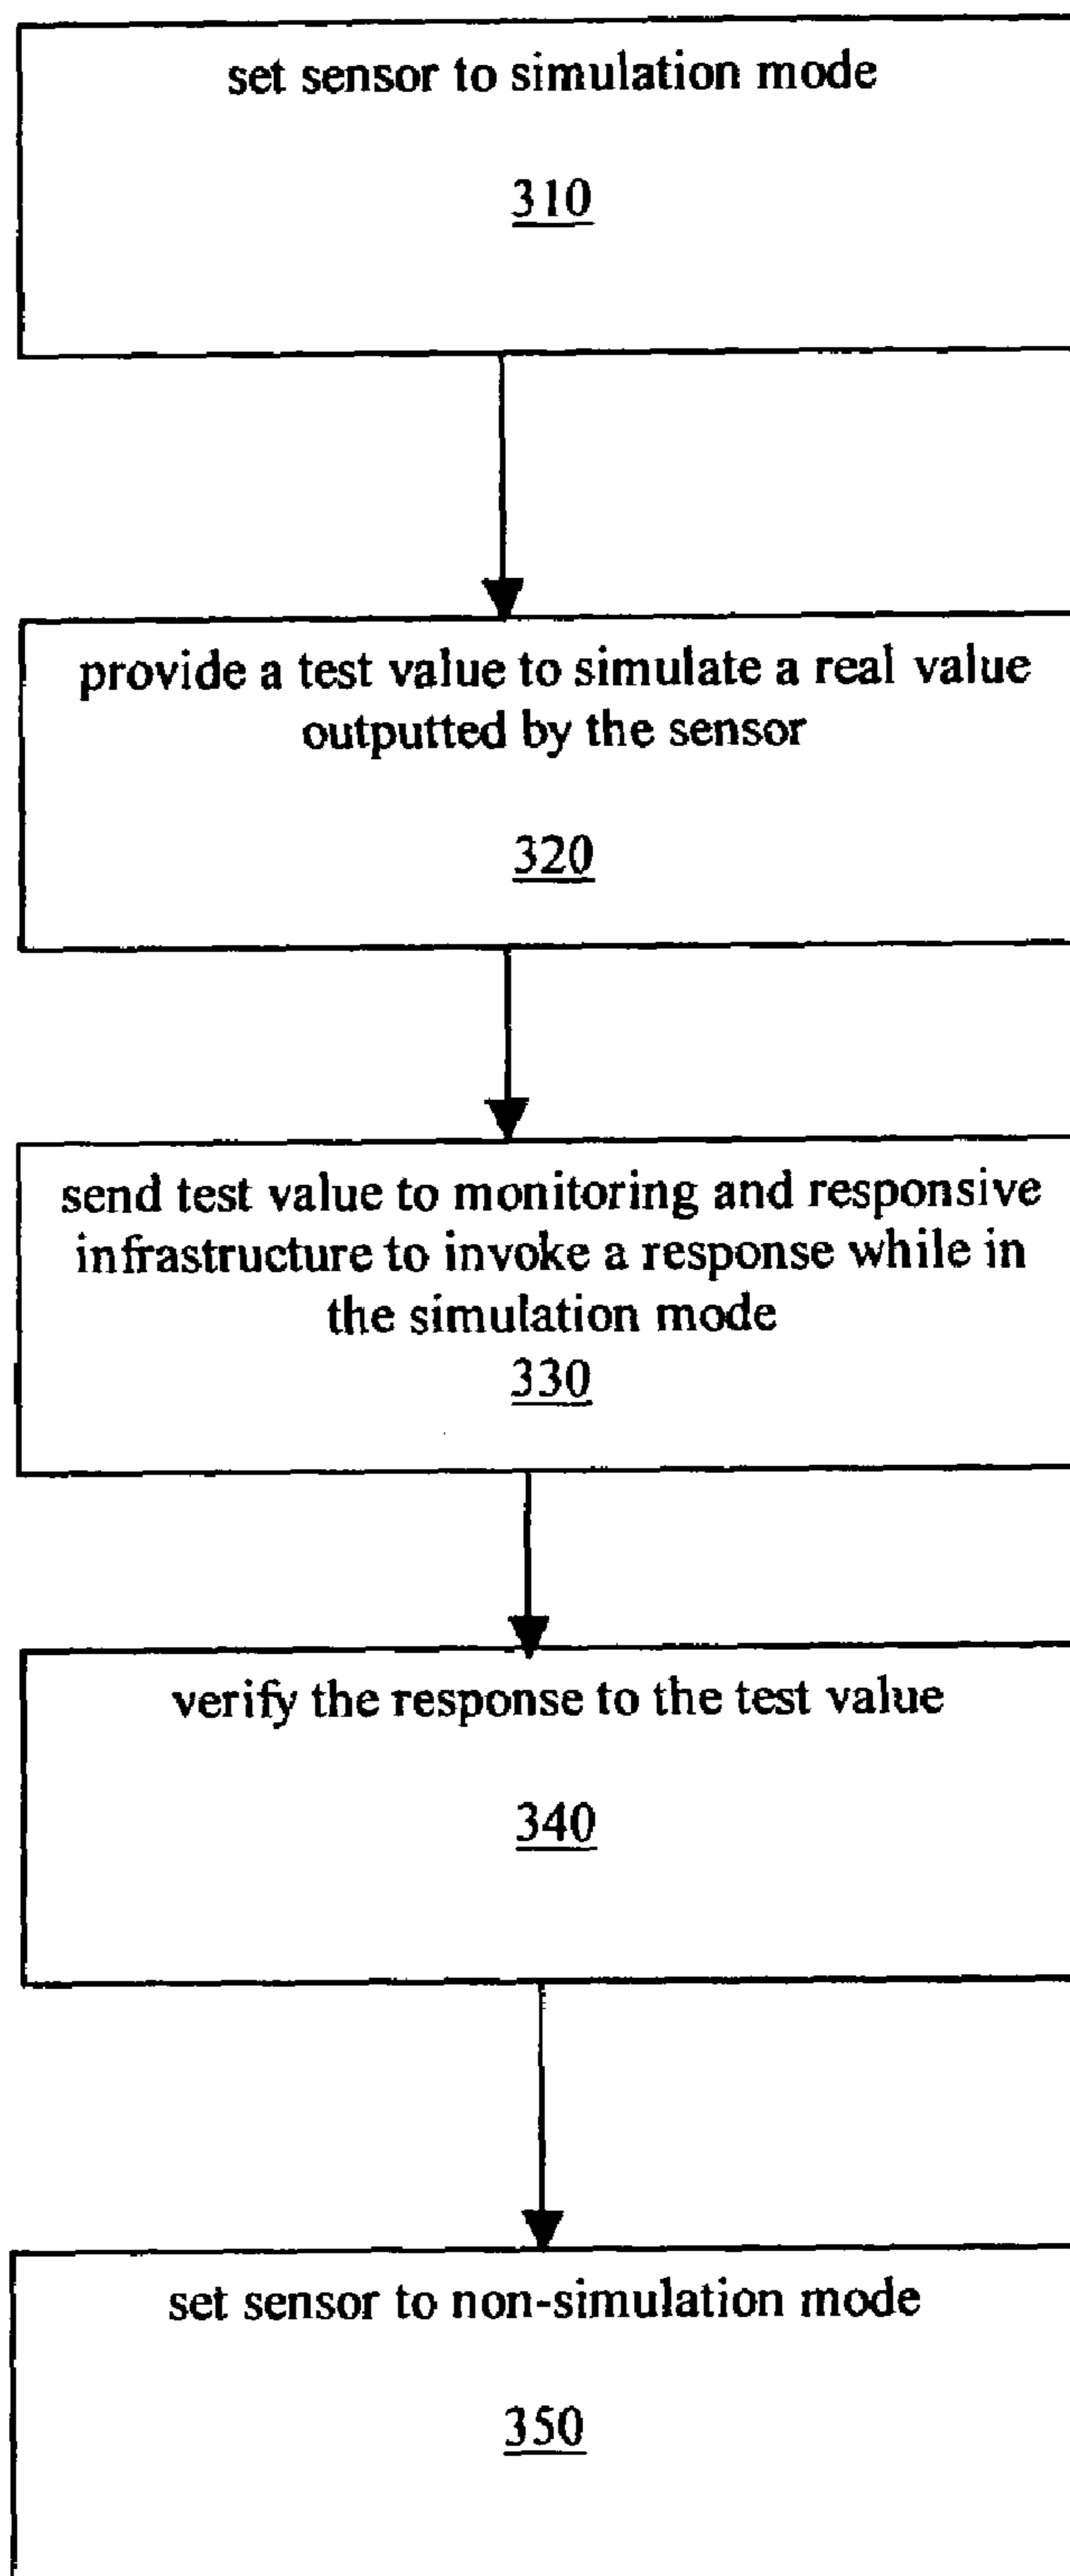 set sensor to simulation mode
310
provide a test value to simulate a real value
outputted by the sensor
320
send test value to monitoring and responsive
infrastructure to invoke a response while in
the simulation mode
330
verify the response to the test value
340
set sensor to non-simulation mode
350